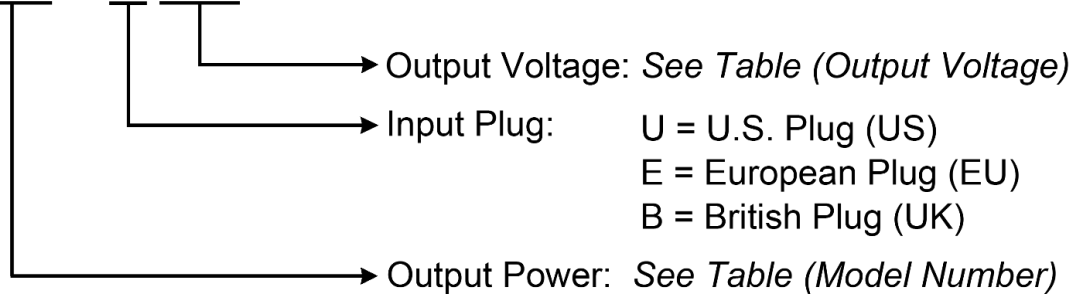 Output Voltage: See Table (Output Voltage)
Input Plug: U = U.S. Plug (US)
E = European Plug (EU)
B = British Plug (UK)
Output Power: See Table (Model Number)